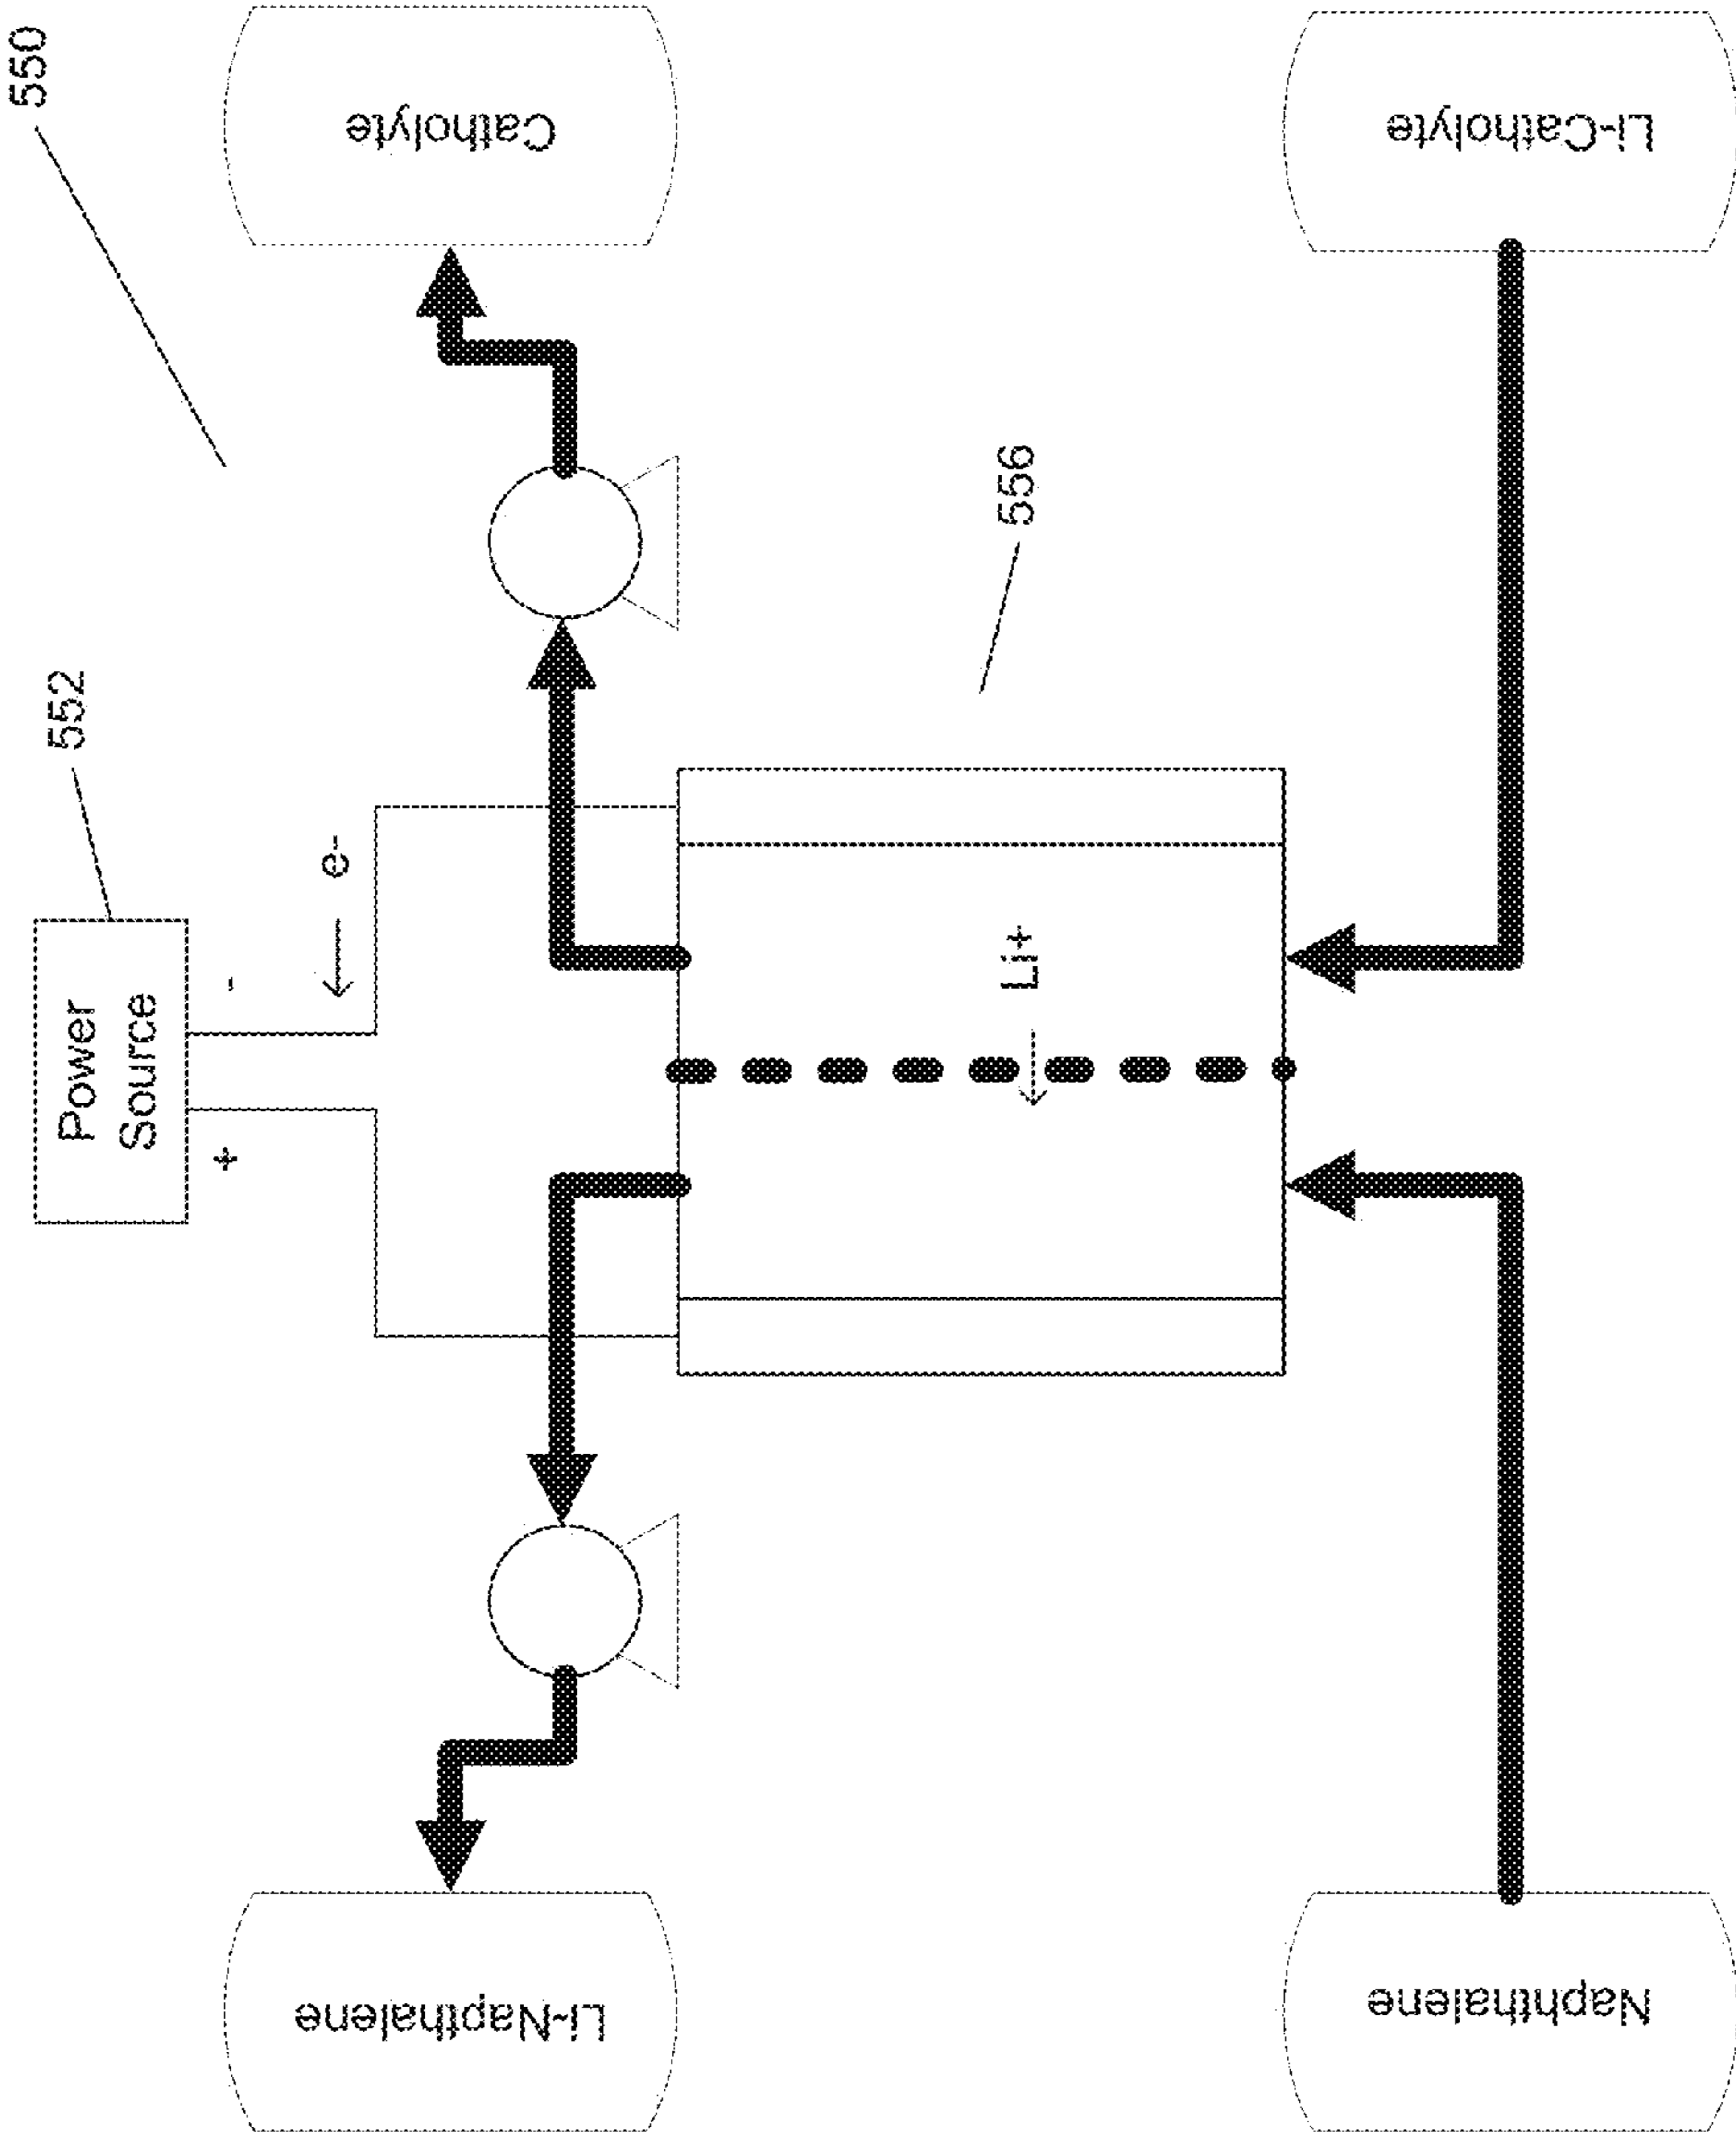 550
552
Power
Source
+
-
e-
Li-Napthalene
Catholyte
556
Li+
Naphthalene
Li-Catholyte